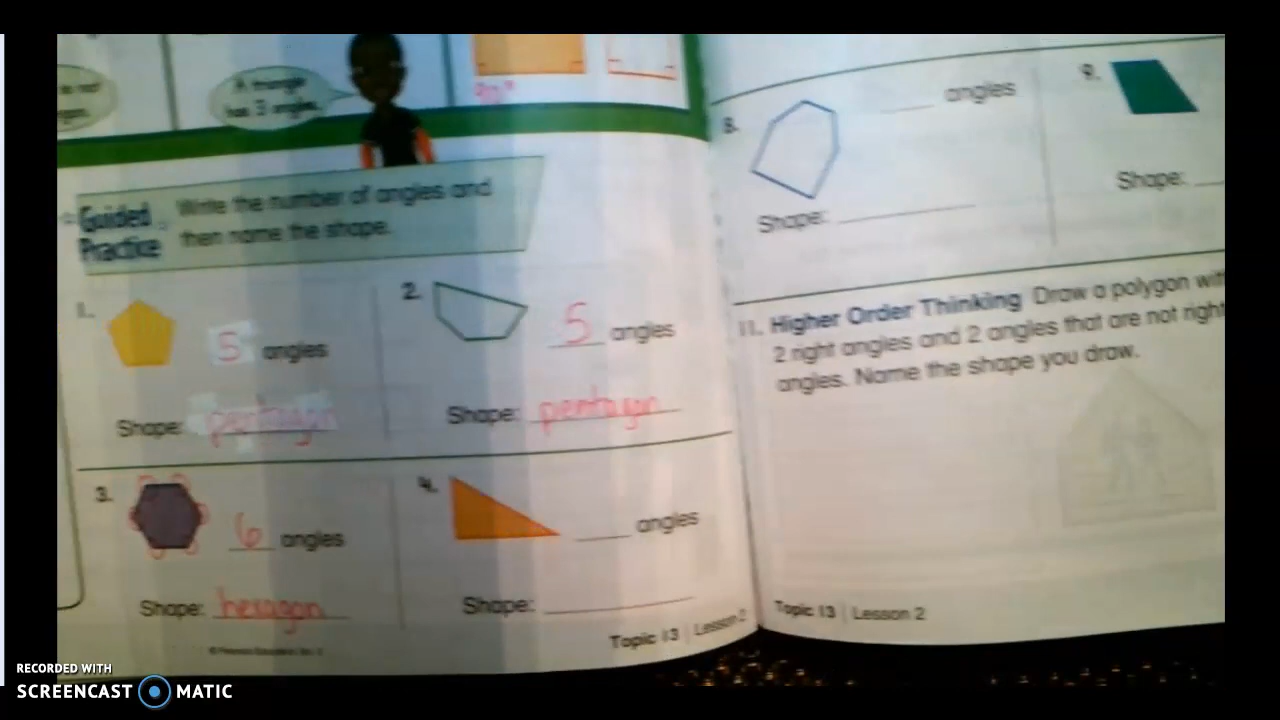 A triangle
has 3 angles.
90°
Guided
Practice
Write the number of angles and
then name the shape.
1.
5 angles
Shape: pentagon
2.
5 angles
Shape: pentagon
3.
6 angles
Shape: hexagon
4.
angles
Shape:
Topic 13 | Lesson 2
8.
angles
Shape:
9.
Shape:
11. Higher Order Thinking Draw a polygon
2 right angles and 2 angles that are not right
angles. Name the shape you draw.
Topic 13 | Lesson 2
RECORDED WITH
SCREENCAST MATIC